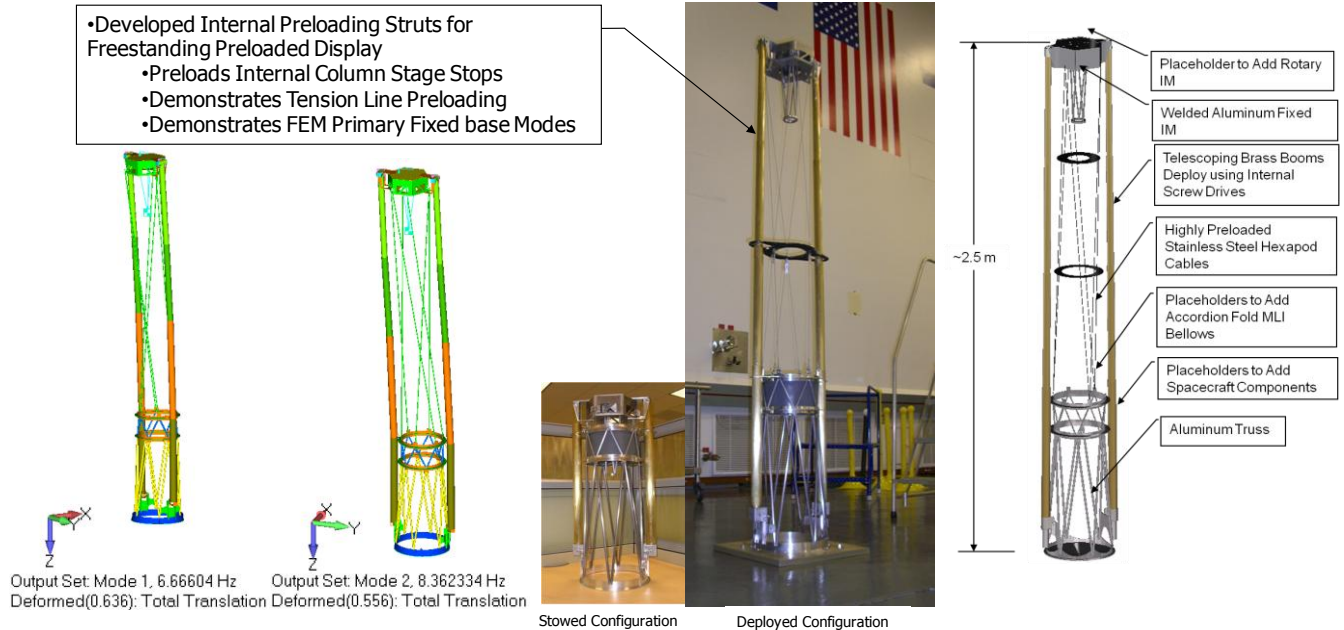 •Developed Internal Preloading Struts for
Freestanding Preloaded Display
•Preloads Internal Column Stage Stops
•Demonstrates Tension Line Preloading
•Demonstrates FEM Primary Fixed base Modes
X
Y
Z
Output Set: Mode 1, 6.66604 Hz
Deformed(0.636): Total Translation
X
Y
Z
Output Set: Mode 2, 8.362334 Hz
Deformed(0.556): Total Translation
Stowed Configuration
Deployed Configuration
~2.5 m
Placeholder to Add Rotary
IM
Welded Aluminum Fixed
IM
Telescoping Brass Booms
Deploy using Internal
Screw Drives
Highly Preloaded
Stainless Steel Hexapod
Cables
Placeholders to Add
Accordion Fold MLI
Bellows
Placeholders to Add
Spacecraft Components
Aluminum Truss